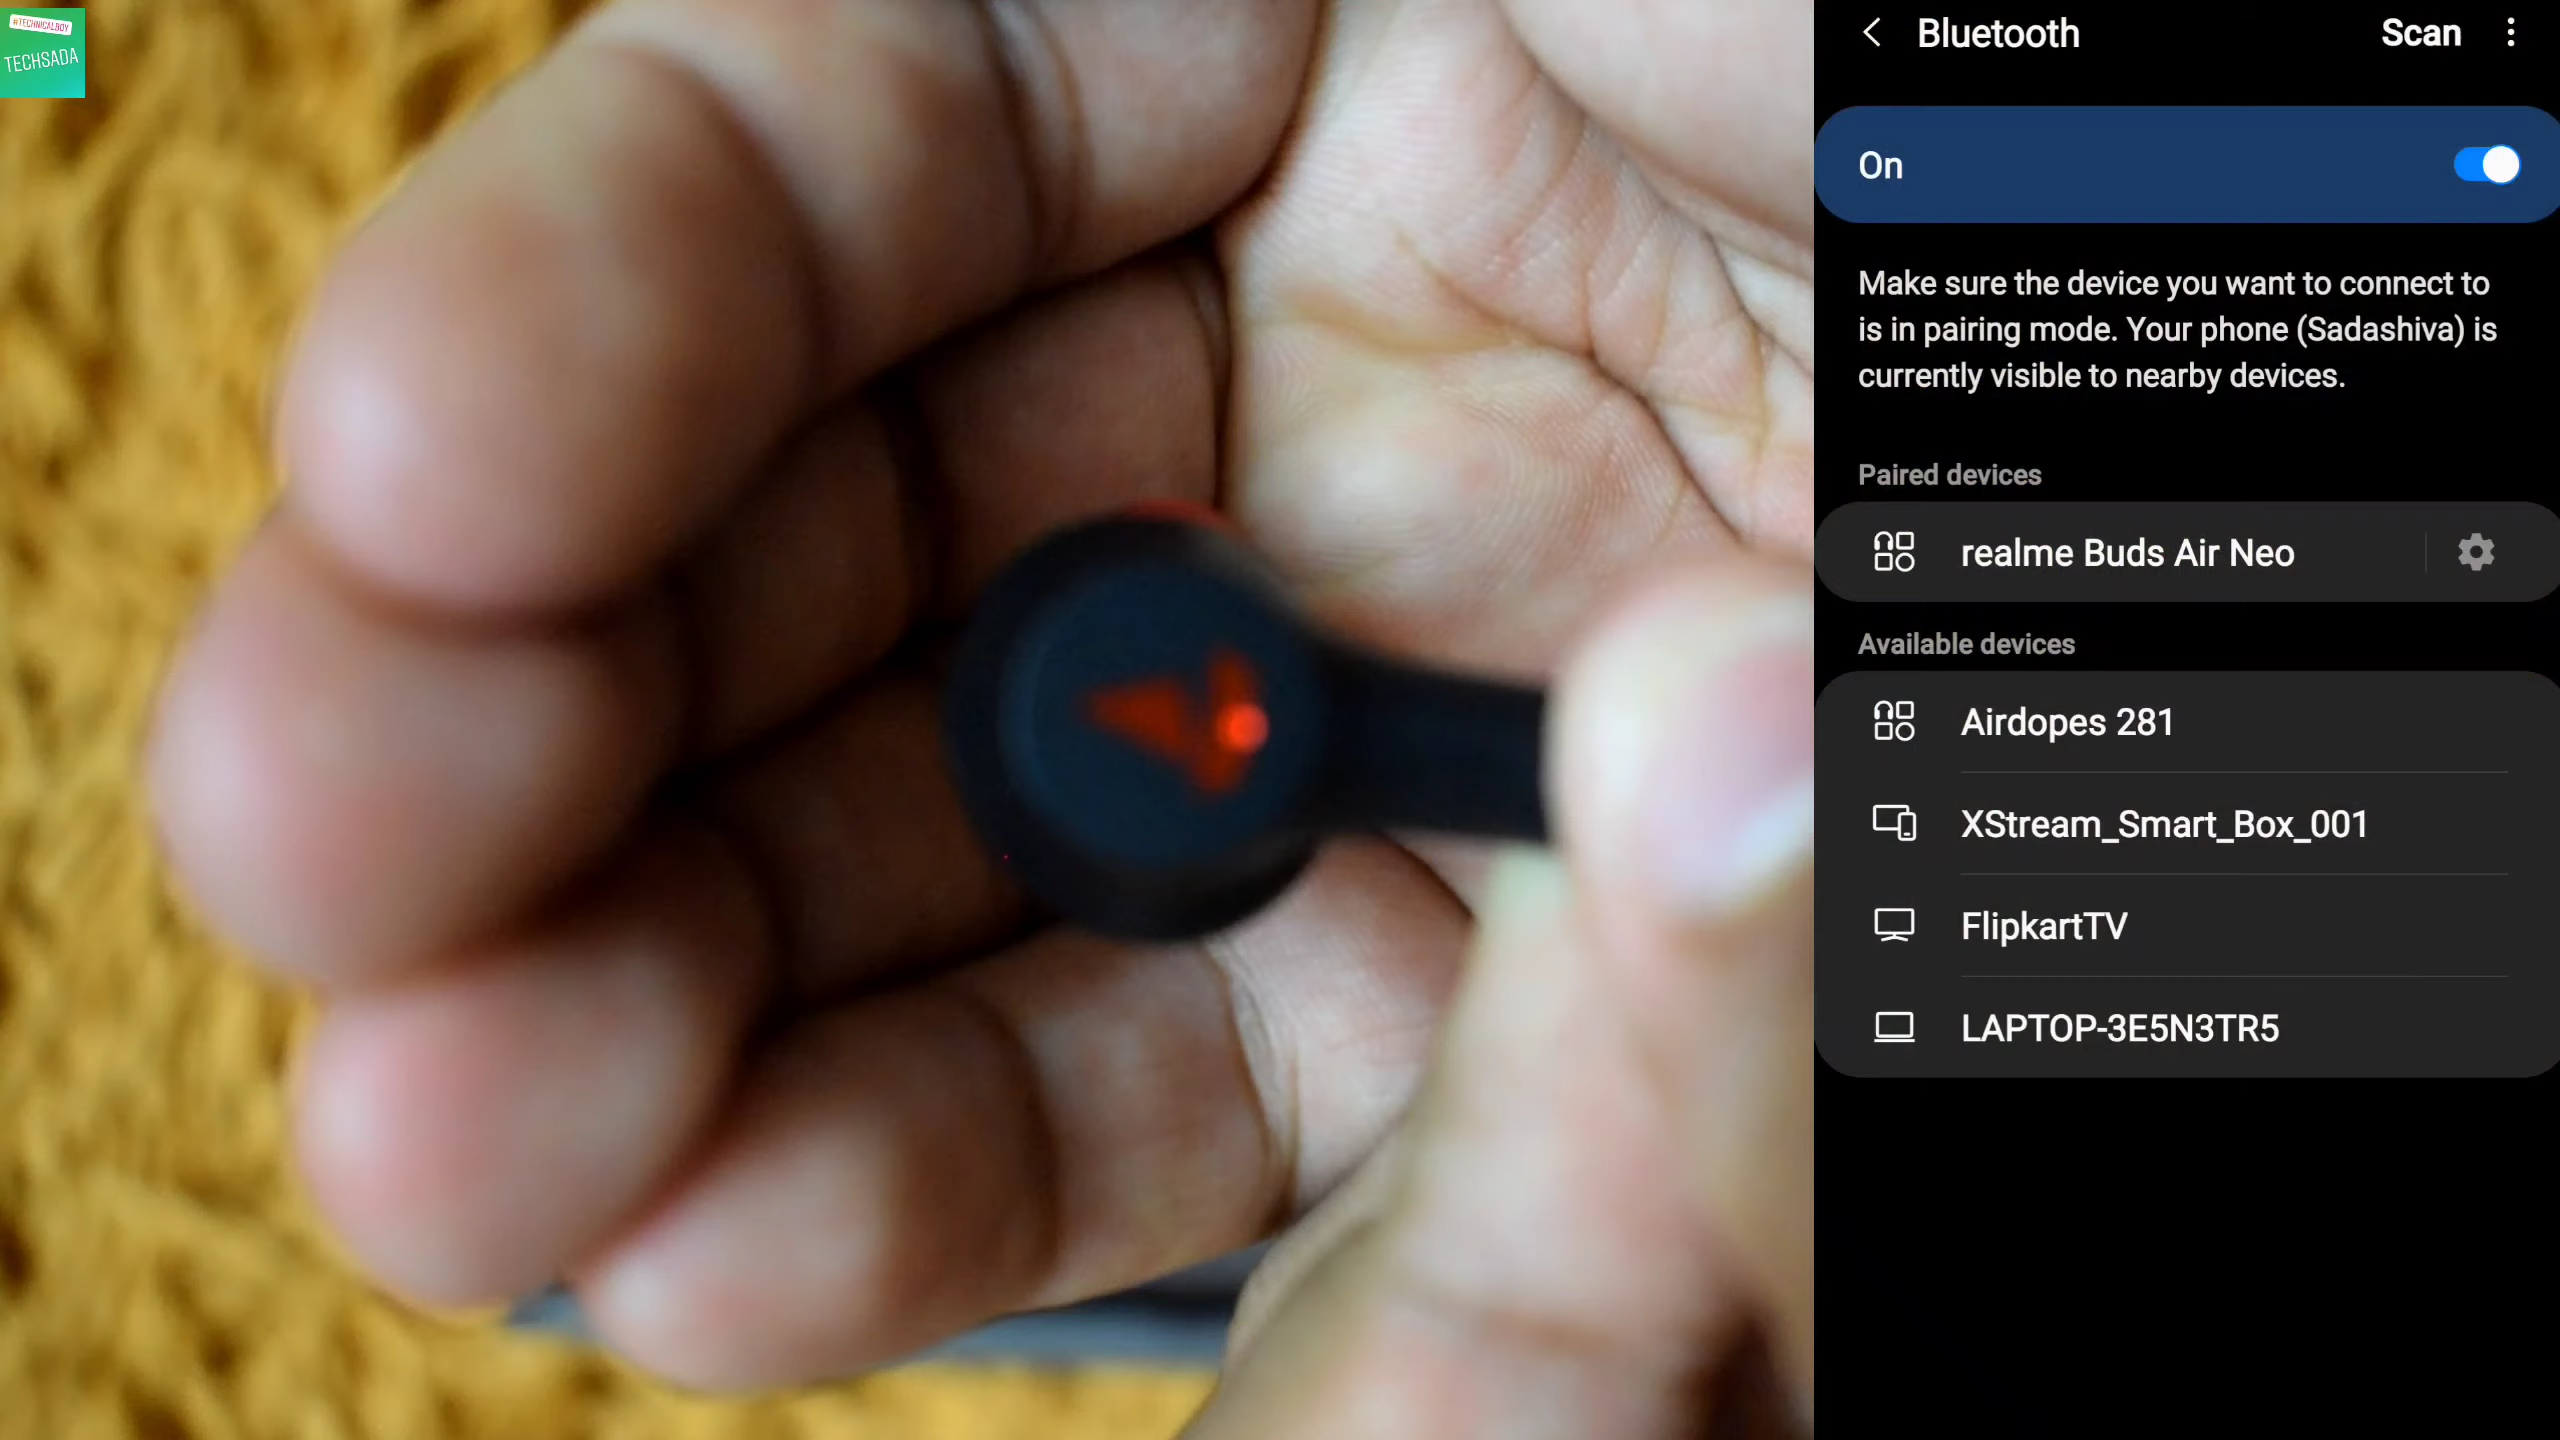 #TECHNICALBOY
TECHSADA
Bluetooth
Scan
On
Make sure the device you want to connect to
is in pairing mode. Your phone (Sadashiva) is
currently visible to nearby devices.
Paired devices
realme Buds Air Neo
Available devices
Airdopes 281
XStream_Smart_Box_001
FlipkartTV
LAPTOP-3E5N3TR5